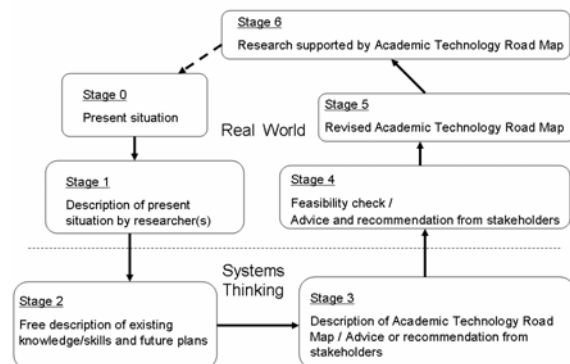 Stage 6
Research supported by Academic Technology Road Map
Stage 0
Present situation
Real World
Stage 5
Revised Academic Technology Road Map
Stage 1
Description of present
situation by researcher(s)
Stage 4
Feasibility check /
Advice and recommendation from stakeholders
Systems
Thinking
Stage 2
Free description of existing
knowledge/skills and future plans
Stage 3
Description of Academic Technology Road
Map / Advice or recommendation from
stakeholders